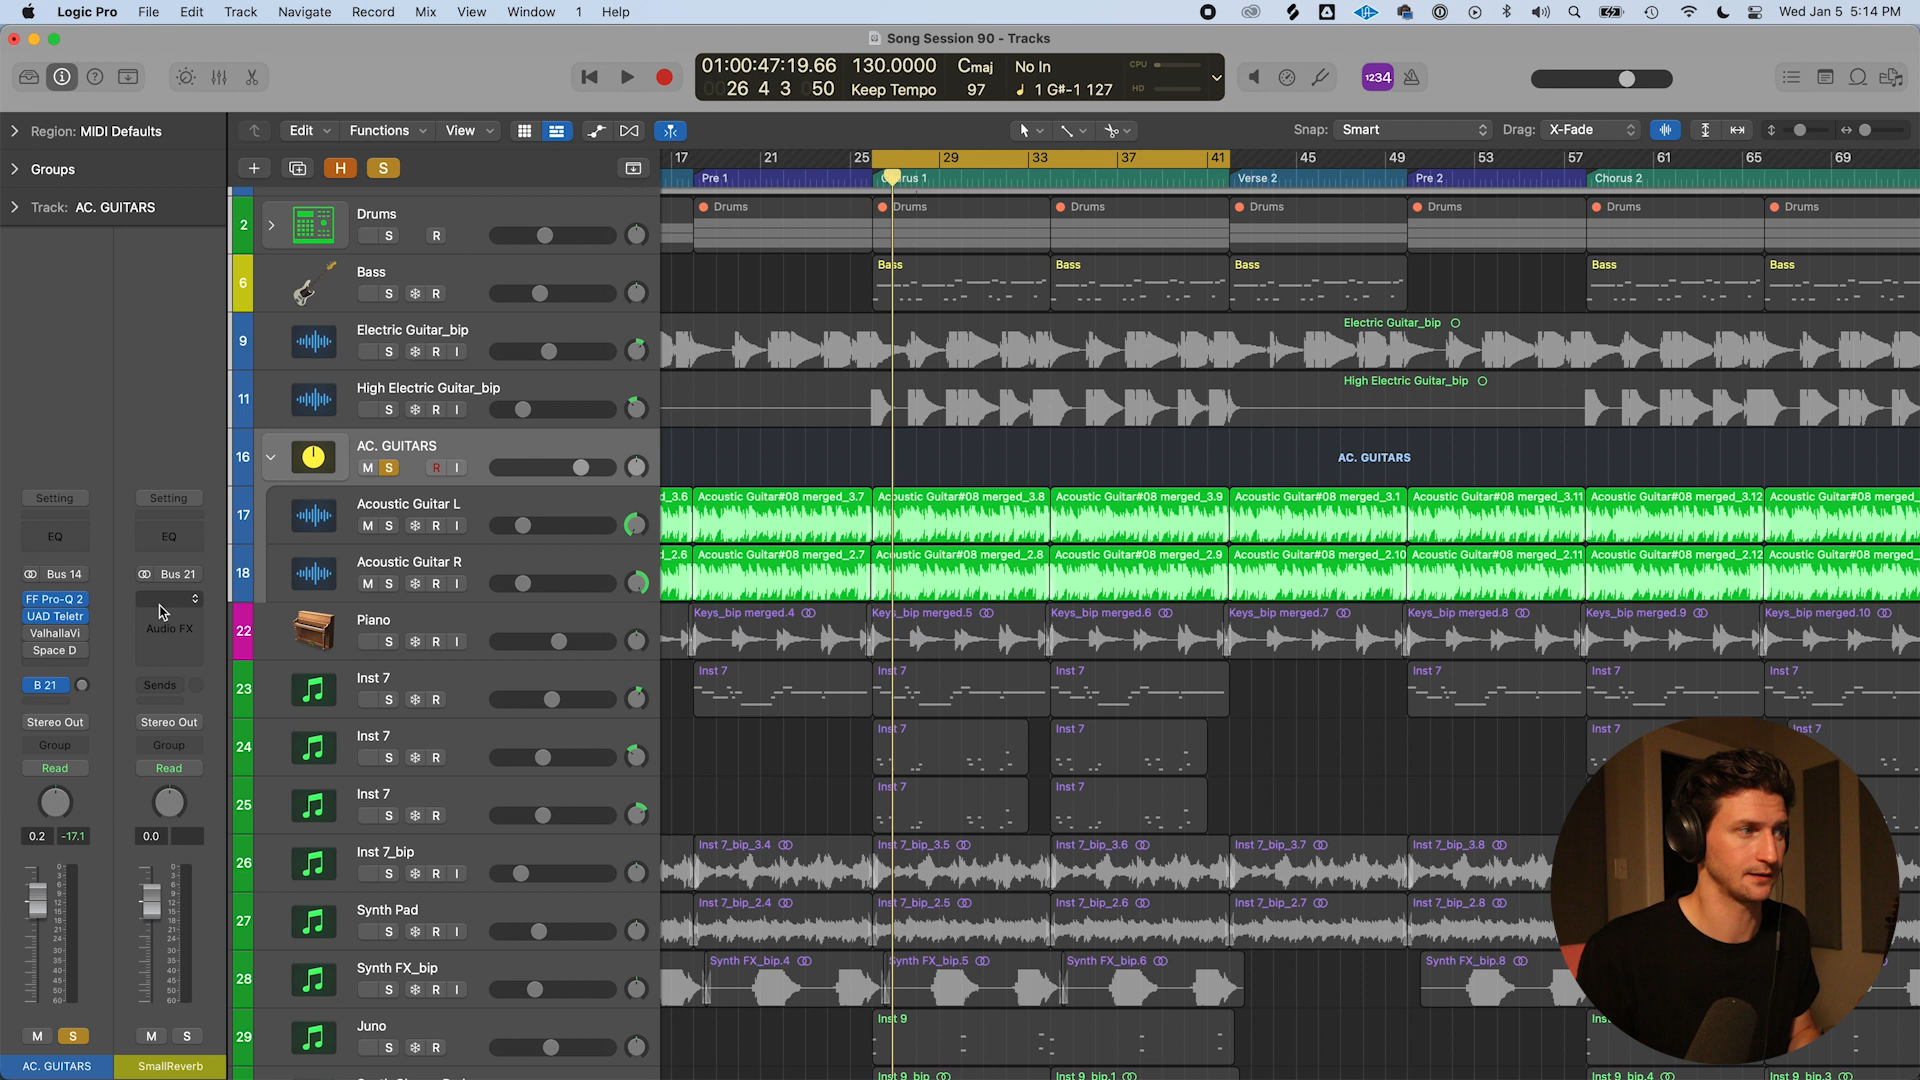 Logic Pro File Edit Track Navigate Record Mix View Window 1 Help
Wed Jan 5 5:14 PM
Song Session 90 - Tracks
01:00:47:19.66 130.0000 Cmaj No In CPU
26 4 3 50 Keep Tempo 97 1 G#-1 127 HD
1234
Region: MIDI Defaults
Edit Functions View
Snap: Smart Drag: X-Fade
Groups
H S
17 21 25 29 33 37 41 45 49 53 57 61 65 69
Pre 1 Chorus 1 Verse 2 Pre 2 Chorus 2
Track: AC. GUITARS
2 Drums
S R
Drums Drums Drums Drums Drums Drums Drums
6 Bass
S R
Bass Bass Bass Bass Bass
9 Electric Guitar_bip
S R I
Electric Guitar_bip
11 High Electric Guitar_bip
S R I
High Electric Guitar_bip
16 AC. GUITARS
M S R I
AC. GUITARS
17 Acoustic Guitar L
M S R I
d_3.6 Acoustic Guitar#08 merged_3.7 Acoustic Guitar#08 merged_3.8 Acoustic Guitar#08 merged_3.9 Acoustic Guitar#08 merged_3.1 Acoustic Guitar#08 merged_3.11 Acoustic Guitar#08 merged_3.12 Acoustic Guitar#08 merged_
18 Acoustic Guitar R
M S R I
d_2.6 Acoustic Guitar#08 merged_2.7 Acoustic Guitar#08 merged_2.8 Acoustic Guitar#08 merged_2.9 Acoustic Guitar#08 merged_2.10 Acoustic Guitar#08 merged_2.11 Acoustic Guitar#08 merged_2.12 Acoustic Guitar#08 merged_
22 Piano
S R I
Keys_bip merged.4 Keys_bip merged.5 Keys_bip merged.6 Keys_bip merged.7 Keys_bip merged.8 Keys_bip merged.9 Keys_bip merged.10
23 Inst 7
S R
Inst 7 Inst 7 Inst 7 Inst 7 Inst 7 Inst 7
24 Inst 7
S R
Inst 7 Inst 7 Inst 7 Inst 7
25 Inst 7
S R
Inst 7 Inst 7
26 Inst 7_bip
S R I
Inst 7_bip_3.4 Inst 7_bip_3.5 Inst 7_bip_3.6 Inst 7_bip_3.7 Inst 7_bip_3.8
27 Synth Pad
S R I
Inst 7_bip_2.4 Inst 7_bip_2.5 Inst 7_bip_2.6 Inst 7_bip_2.7 Inst 7_bip_2.8
28 Synth FX_bip
S R I
Synth FX_bip.4 Synth FX_bip.5 Synth FX_bip.6 Synth FX_bip.8
29 Juno
S R
Inst 9
Inst 9_bip Inst 9_bip.1 Inst 9_bip.4 Inst 9_bip.3
Setting Setting
EQ EQ
Bus 14 Bus 21
FF Pro-Q 2
UAD Teletr
Audio FX
ValhallaVi
Space D
B 21 Sends
Stereo Out Stereo Out
Group Group
Read Read
0.2 -17.1 0.0
M S M S
AC. GUITARS SmallReverb